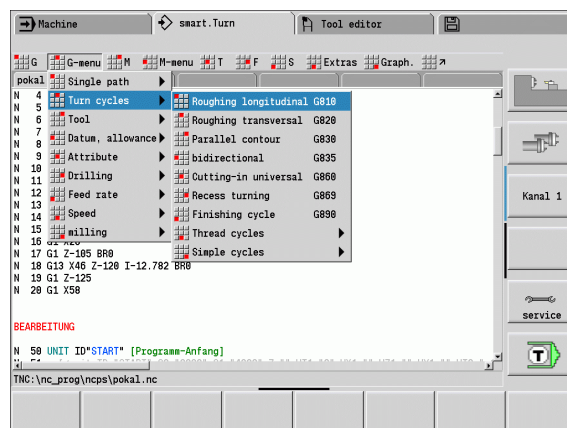 Machine
smart.Turn
Tool editor
G G-menu M M-menu T F S Extras Graph.
pokal
Single path
Turn cycles
Tool
Datum, allowance
Attribute
Drilling
Feed rate
Speed
milling
Roughing longitudinal G810
Roughing transversal G820
Parallel contour G830
bidirectional G835
Cutting-in universal G860
Recess turning G869
Finishing cycle G890
Thread cycles
Simple cycles
N 4
N 5
N 6
N 7
N 8
N 9
N 10
N 11
N 12
N 13
N 14
N 15
N 16 G1 X26
N 17 G1 Z-105 BR0
N 18 G13 X46 Z-120 I-12.782 BR0
N 19 G1 Z-125
N 20 G1 X58
BEARBEITUNG
N 50 UNIT ID"START" [Programm-Anfang]
TNC:\nc_prog\ncps\pokal.nc
Kanal 1
service
T